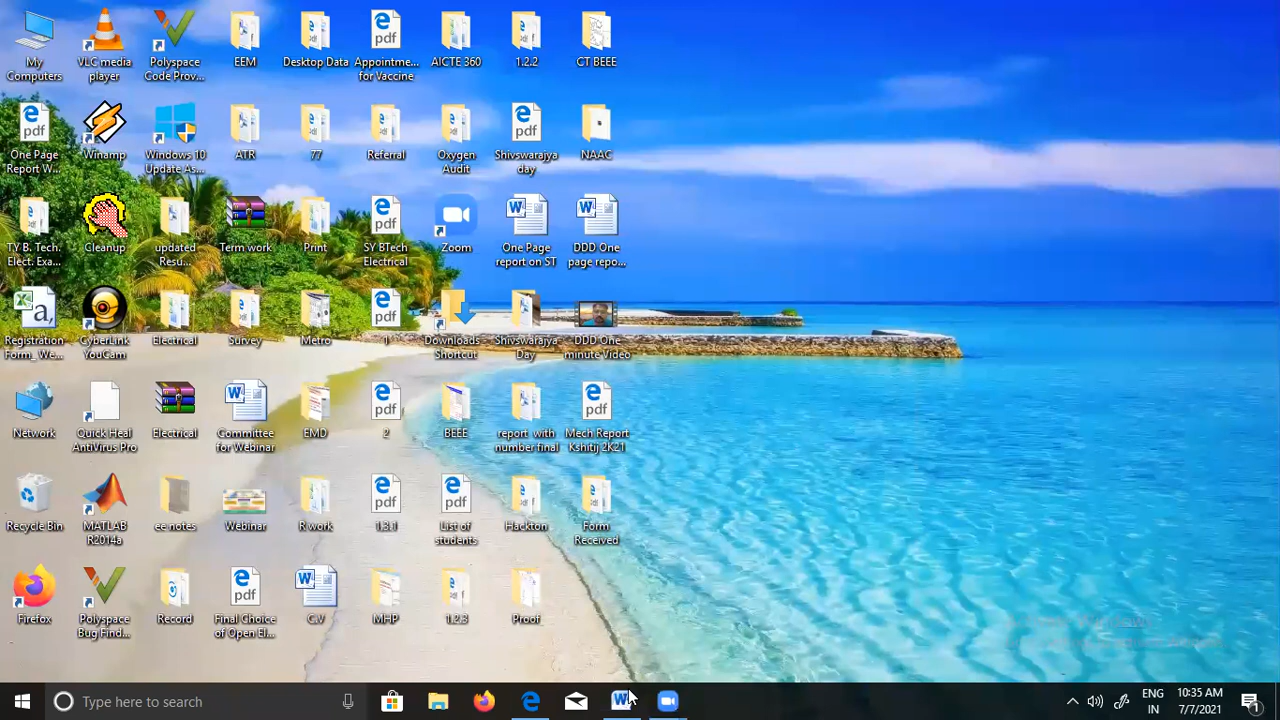 My
Computers
VLC media
player
Polyspace
Code Prov...
EEM
Desktop Data
Appointme...
for Vaccine
AICTE 360
1.2.2
CT BEEE
One Page
Report W...
Winamp
Windows 10
Update As...
ATR
77
Referral
Oxygen
Audit
Shivswarajya
day
NAAC
T.Y B. Tech.
Elect. Exa...
Cleanup
updated
Resu...
Term work
Print
SY BTech
Electrical
Zoom
One Page
report on ST
DDD One
page repo...
Registration
Form_ We...
CyberLink
YouCam
Electrical
Survey
Metro
1
Downloads
Shortcut
Shivswarajya
Day
DDD One
minute Video
Network
Quick Heal
AntiVirus Pro
Electrical
Committee
for Webinar
EMD
2
BEEE
report with
number final
Mech Report
Kshitij 2K21
Recycle Bin
MATLAB
R2014a
ee notes
Webinar
R work
1.3.1
List of
students
Hackton
Form
Received
Firefox
Polyspace
Bug Find...
Record
Final Choice
of Open El...
C.V
MHP
1.2.3
Proof
Type here to search
ENG
IN
10:35 AM
7/7/2021